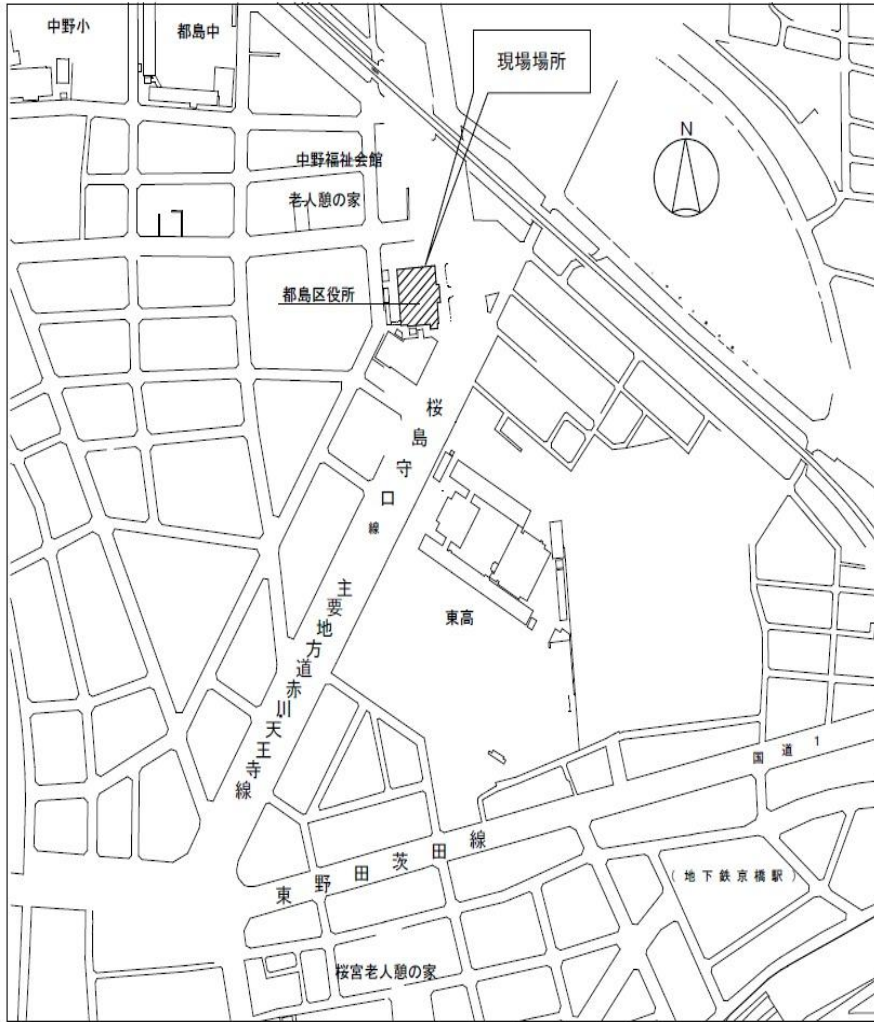 中野小
都島中
現場場所
N
中野福祉会館
老人憩の家
都島区役所
桜島守口線
主要地方道赤川天王寺線
東高
国道1
東野田茨田線
(地下鉄京橋駅)
桜宮老人憩の家